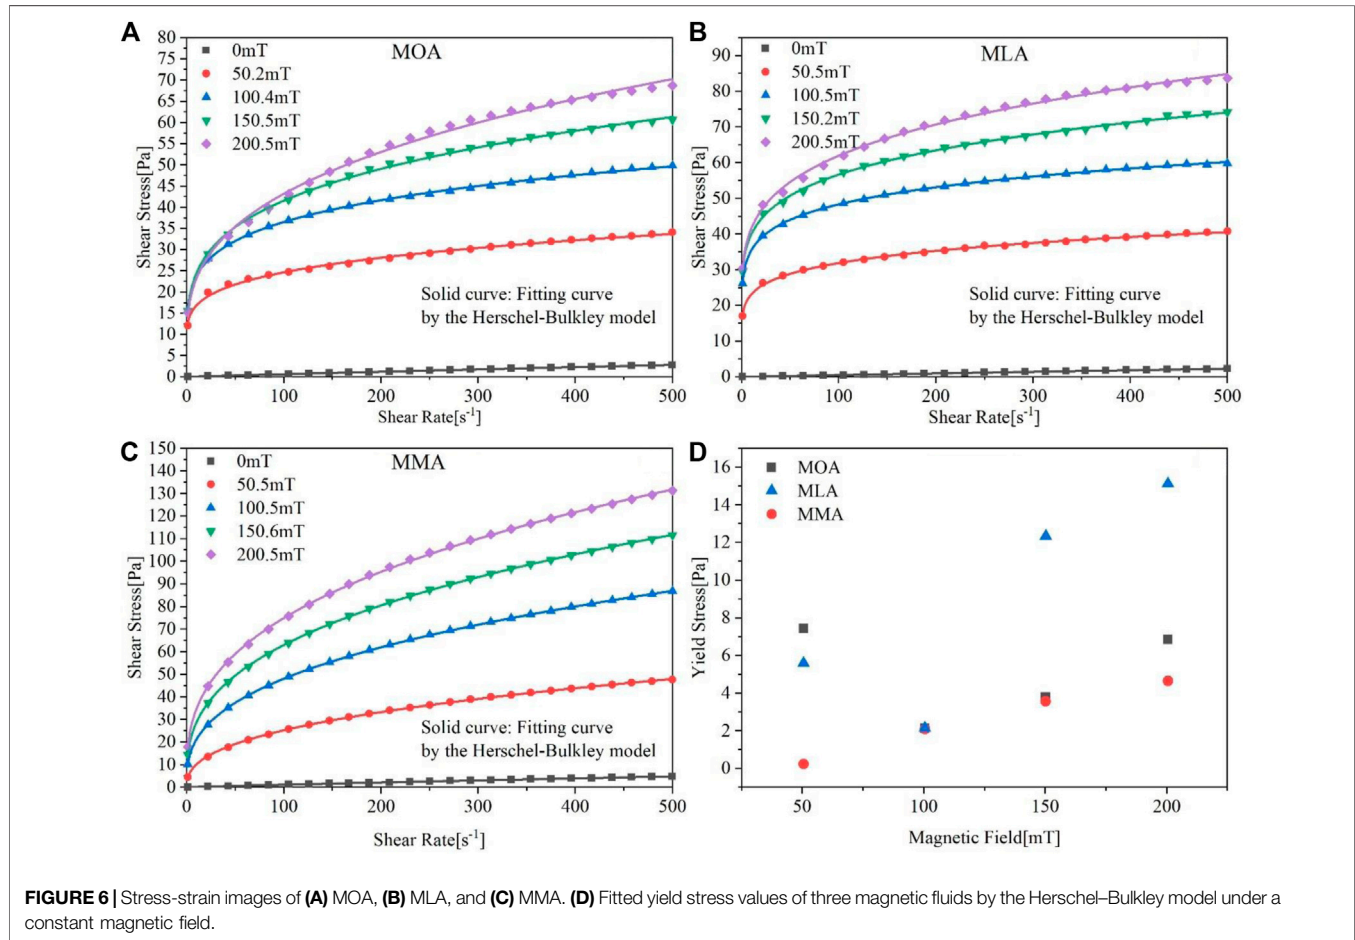 A
MOA
0mT
50.2mT
100.4mT
150.5mT
200.5mT
80
75
70
65
60
55
50
45
40
35
30
25
20
15
10
5
0
Shear Stress[Pa]
Solid curve: Fitting curve
by the Herschel-Bulkley model
0 100 200 300 400 500
Shear Rate[s⁻¹]
B
MLA
0mT
50.5mT
100.5mT
150.2mT
200.5mT
90
80
70
60
50
40
30
20
10
0
Shear Stress[Pa]
Solid curve: Fitting curve
by the Herschel-Bulkley model
0 100 200 300 400 500
Shear Rate[s⁻¹]
C
MMA
0mT
50.5mT
100.5mT
150.6mT
200.5mT
150
140
130
120
110
100
90
80
70
60
50
40
30
20
10
0
Shear Stress[Pa]
Solid curve: Fitting curve
by the Herschel-Bulkley model
0 100 200 300 400 500
Shear Rate[s⁻¹]
D
MOA
MLA
MMA
16
14
12
10
8
6
4
2
0
Yield Stress[Pa]
50 100 150 200
Magnetic Field[mT]
FIGURE 6 | Stress-strain images of (A) MOA, (B) MLA, and (C) MMA. (D) Fitted yield stress values of three magnetic fluids by the Herschel–Bulkley model under a
constant magnetic field.